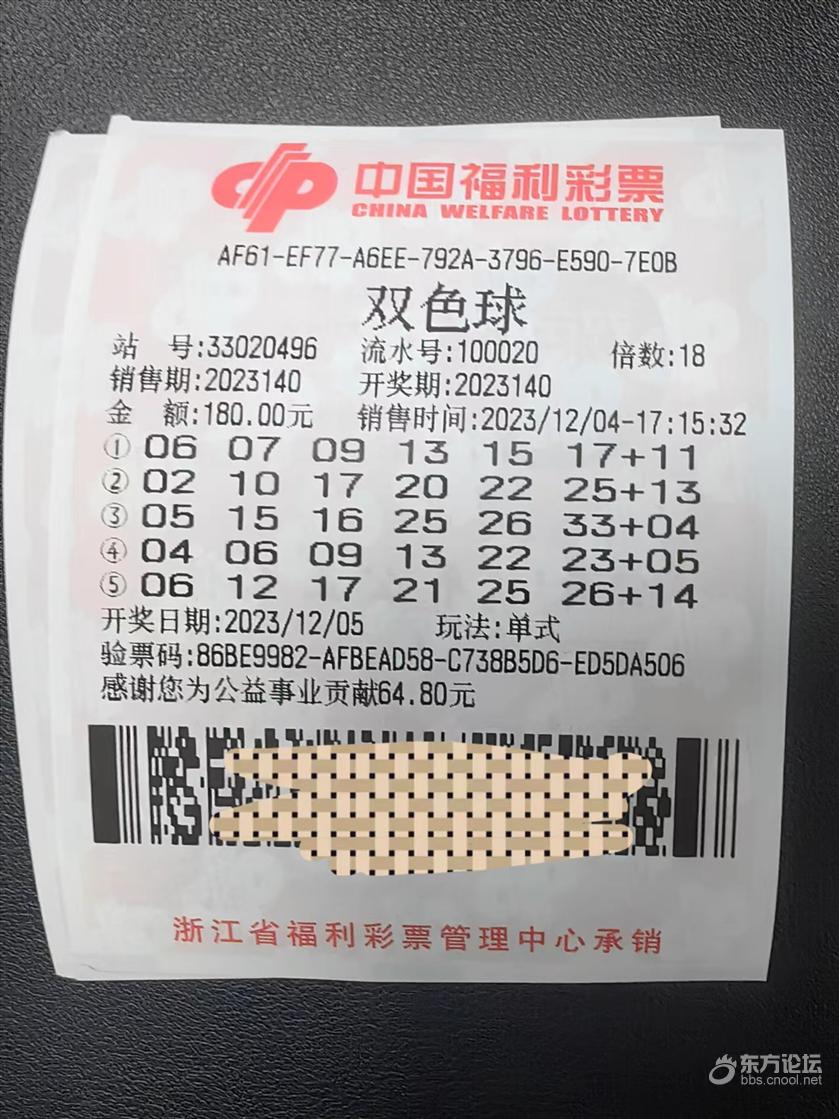 中国福利彩票
CHINA WELFARE LOTTERY
AF61-EF77-A6EE-792A-3796-E590-7E0B
双色球
站 号:33020496 流水号:100020 倍数:18
销售期:2023140 开奖期:2023140
金 额:180.00元 销售时间:2023/12/04-17:15:32
① 06 07 09 13 15 17+11
② 02 10 17 20 22 25+13
③ 05 15 16 25 26 33+04
④ 04 06 09 13 22 23+05
⑤ 06 12 17 21 25 26+14
开奖日期:2023/12/05 玩法:单式
验票码:86BE9982-AFBEAD58-C738B5D6-ED5DA506
感谢您为公益事业贡献64.80元
浙江省福利彩票管理中心承销
东方论坛
bbs.cnool.net